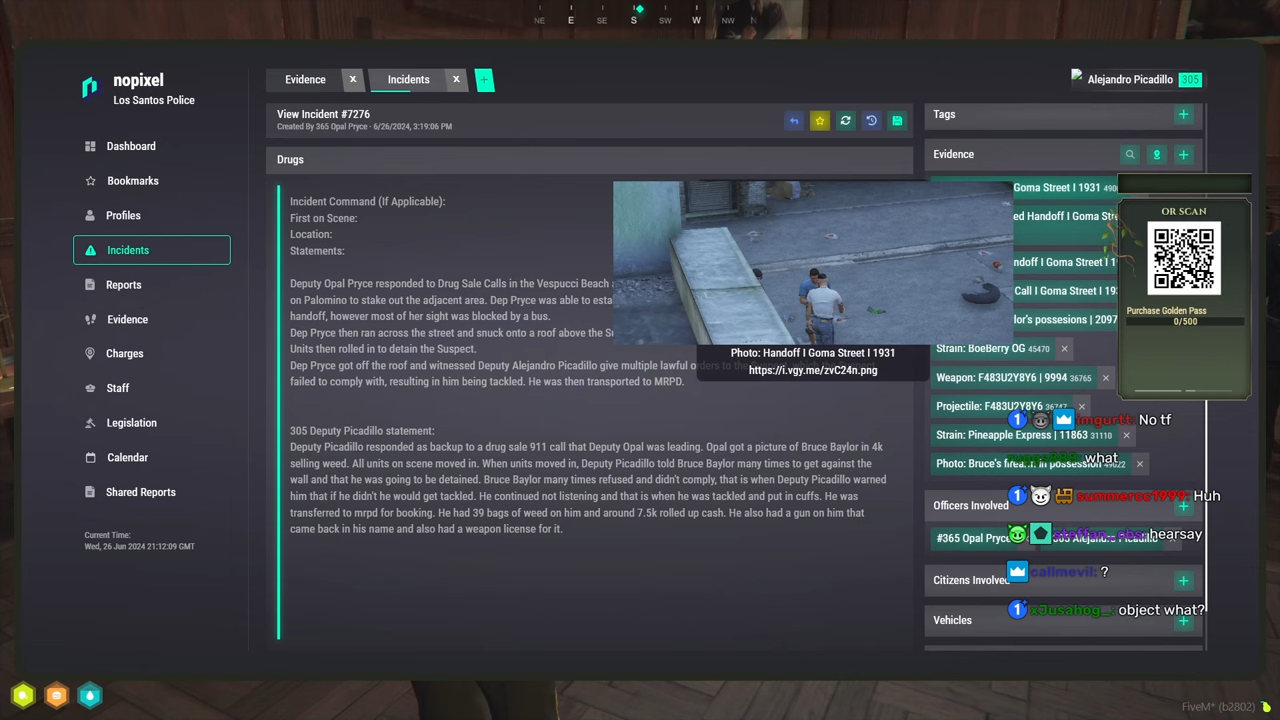 NE E SE S SW W NW N
nopixel
Los Santos Police
Evidence x
Incidents x
+
Alejandro Picadillo 305
View Incident #7276
Created By 365 Opal Pryce - 6/26/2024, 3:19:06 PM
Dashboard
Bookmarks
Profiles
Incidents
Reports
Evidence
Charges
Staff
Legislation
Calendar
Shared Reports
Current Time:
Wed, 26 Jun 2024 21:12:09 GMT
Drugs
Incident Command (If Applicable):
First on Scene:
Location:
Statements:
Deputy Opal Pryce responded to Drug Sale Calls in the Vespucci Beach
on Palomino to stake out the adjacent area. Dep Pryce was able to
handoff, however most of her sight was blocked by a bus.
Dep Pryce then ran across the street and snuck onto a roof above the
Units then rolled in to detain the Suspect.
Dep Pryce got off the roof and witnessed Deputy Alejandro Picadillo give multiple lawful orders to the
failed to comply with, resulting in him being tackled. He was then transported to MRPD.
305 Deputy Picadillo statement:
Deputy Picadillo responded as backup to a drug sale 911 call that Deputy Opal was leading. Opal got a picture of Bruce Baylor in 4k
selling weed. All units on scene moved in. When units moved in, Deputy Picadillo told Bruce Baylor many times to get against the
wall and that he was going to be detained. Bruce Baylor many times refused and didn't comply, that is when Deputy Picadillo warned
him that if he didn't he would get tackled. He continued not listening and that is when he was tackled and put in cuffs. He was
transferred to mrpd for booking. He had 39 bags of weed on him and around 7.5k rolled up cash. He also had a gun on him that
came back in his name and also had a weapon license for it.
Photo: Handoff I Goma Street I 1931
https://i.vgy.me/zvC24n.png
Tags +
Evidence +
Goma Street I 1931
ed Handoff I Goma Stre
ndoff I Goma Street I 1
Call I Goma Street I 193
lor's possesions | 2097
Strain: BoeBerry OG 45470 x
Weapon: F483U2Y8Y6 | 9994 36765 x
Projectile: F483U2Y8Y6 x
Strain: Pineapple Express | 11863 31110 x
Photo: Bruce's in possession 49022 x
Officers Involved +
#365 Opal Pryce
Citizens Involve +
Vehicles +
OR SCAN
Purchase Golden Pass
0/500
imgurtt: No tf
what
summeroc1999: Huh
hearsay
callmevil: ?
xJusahog_: object what?
FiveM* (b2802)